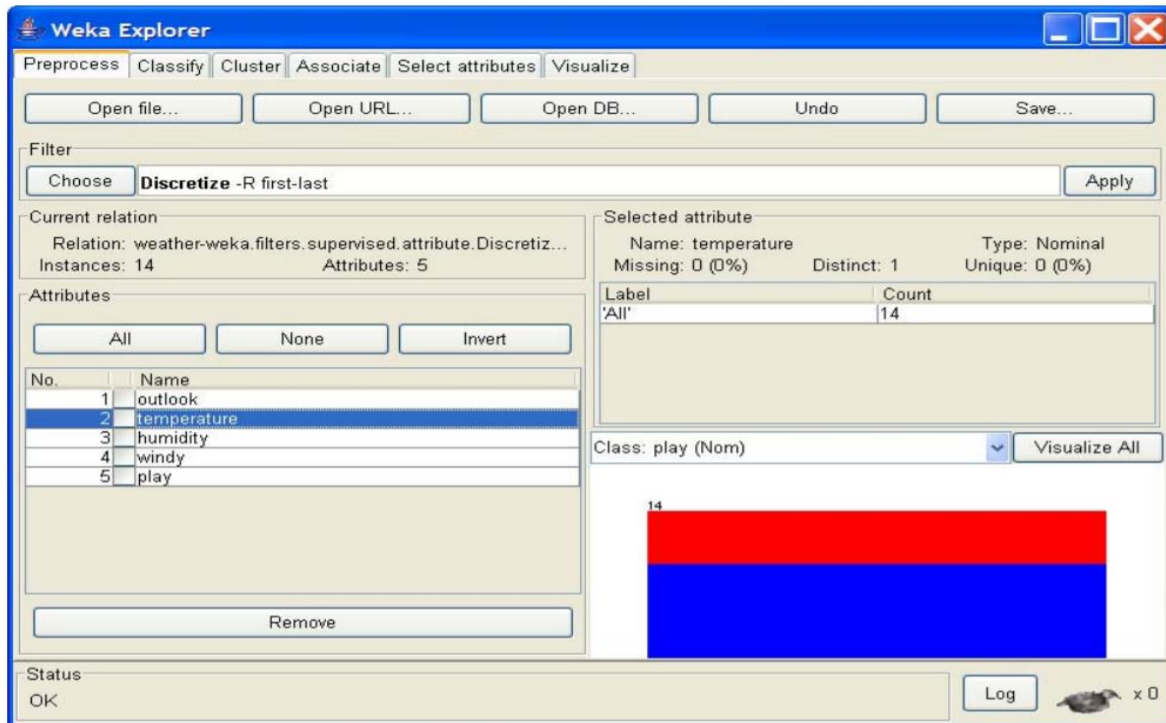 Weka Explorer
Preprocess Classify Cluster Associate Select attributes Visualize
Open file... Open URL... Open DB... Undo Save...
Filter
Choose Discretize -R first-last Apply
Current relation
Relation: weather-weka.filters.supervised.attribute.Discretiz...
Instances: 14 Attributes: 5
Attributes
All None Invert
No. Name
1 outlook
2 temperature
3 humidity
4 windy
5 play
Remove
Selected attribute
Name: temperature Type: Nominal
Missing: 0 (0%) Distinct: 1 Unique: 0 (0%)
Label Count
'All' 14
Class: play (Nom) Visualize All
14
Status
OK
Log x 0